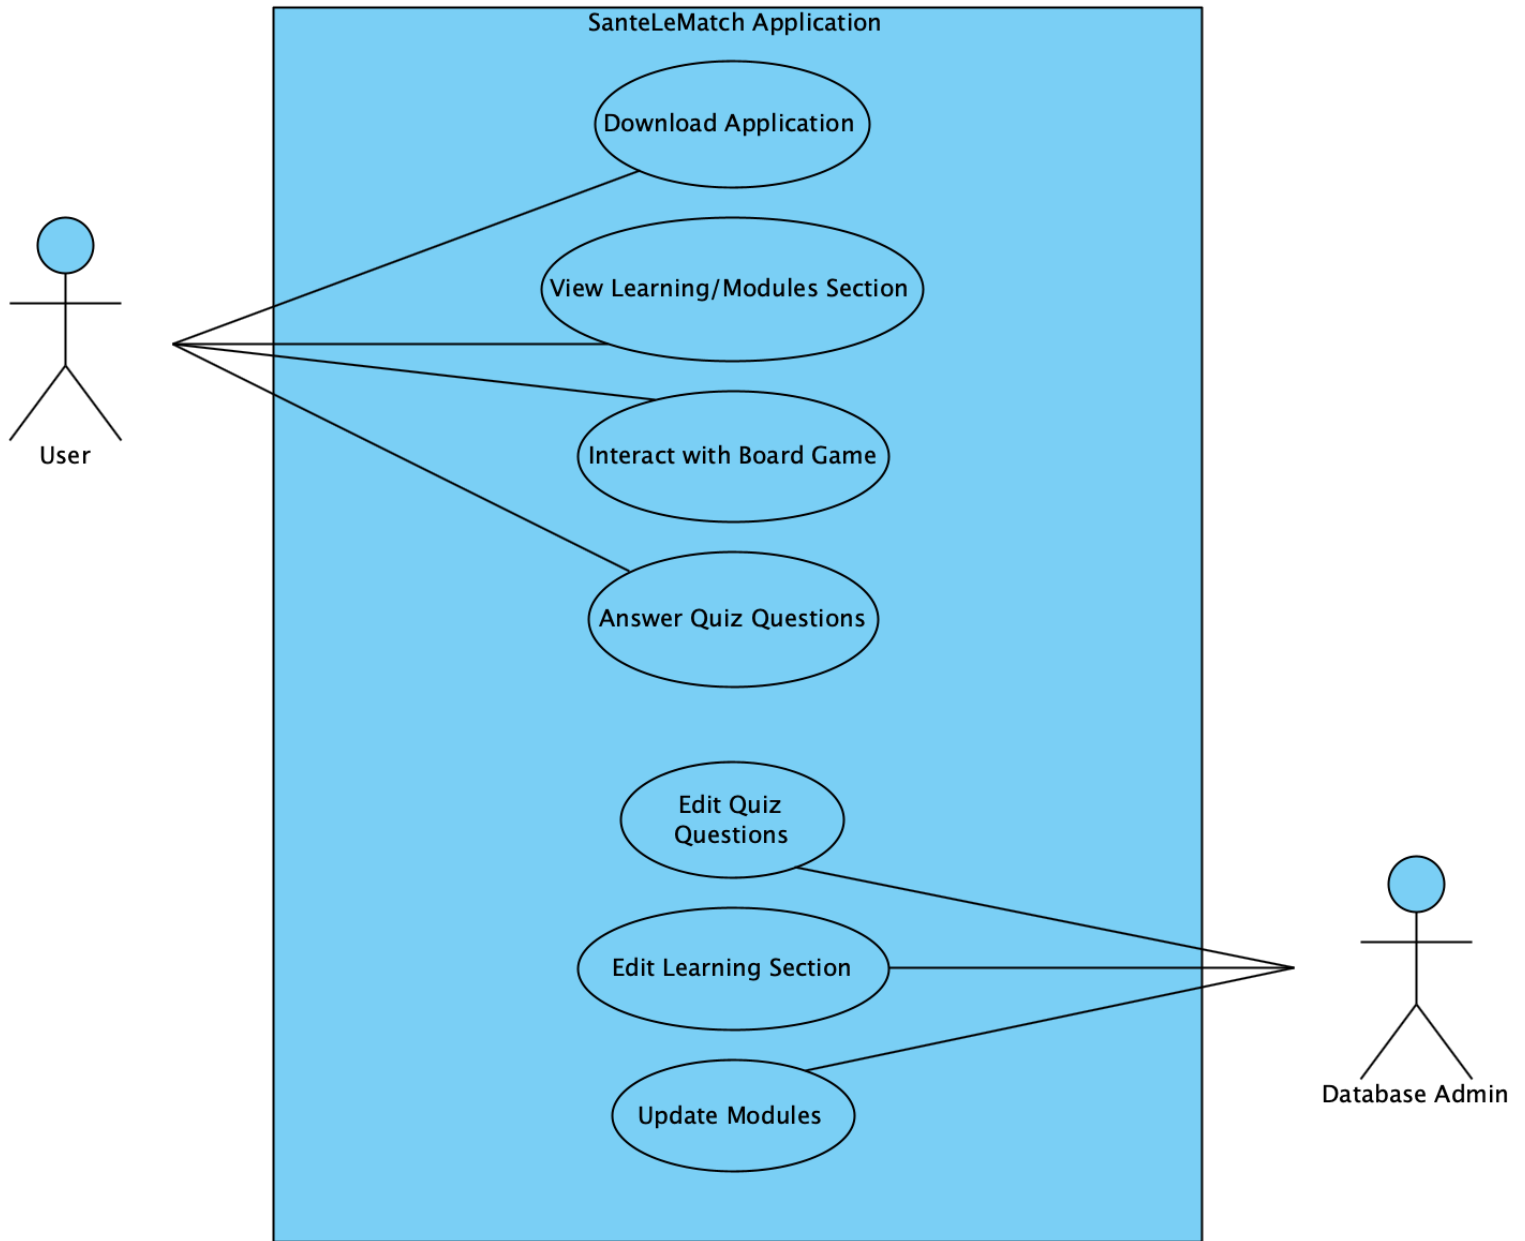 SanteLeMatch Application
Download Application
View Learning/Modules Section
Interact with Board Game
User
Answer Quiz Questions
Edit Quiz
Questions
Edit Learning Section
Database Admin
Update Modules